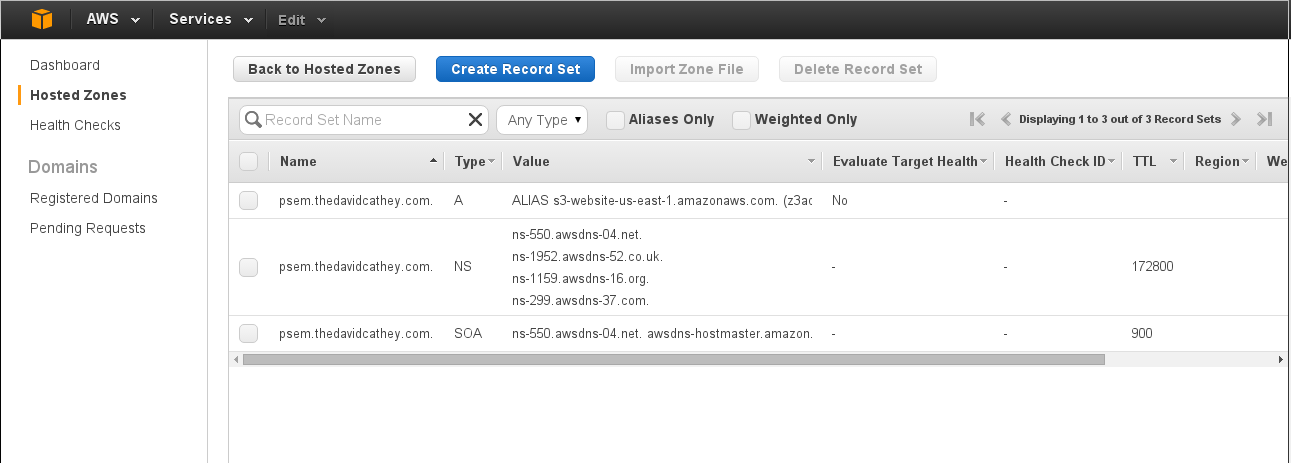 AWS Services Edit
Dashboard
Hosted Zones
Health Checks
Domains
Registered Domains
Pending Requests
Back to Hosted Zones Create Record Set Import Zone File Delete Record Set
Record Set Name Any Type Aliases Only Weighted Only Displaying 1 to 3 out of 3 Record Sets
Name Type Value Evaluate Target Health Health Check ID TTL Region We
psem.thedavidcathey.com. A ALIAS s3-website-us-east-1.amazonaws.com. (z3ac No -
psem.thedavidcathey.com. NS ns-550.awsdns-04.net. - - 172800
ns-1952.awsdns-52.co.uk.
ns-1159.awsdns-16.org.
ns-299.awsdns-37.com.
psem.thedavidcathey.com. SOA ns-550.awsdns-04.net. awsdns-hostmaster.amazon. - - 900